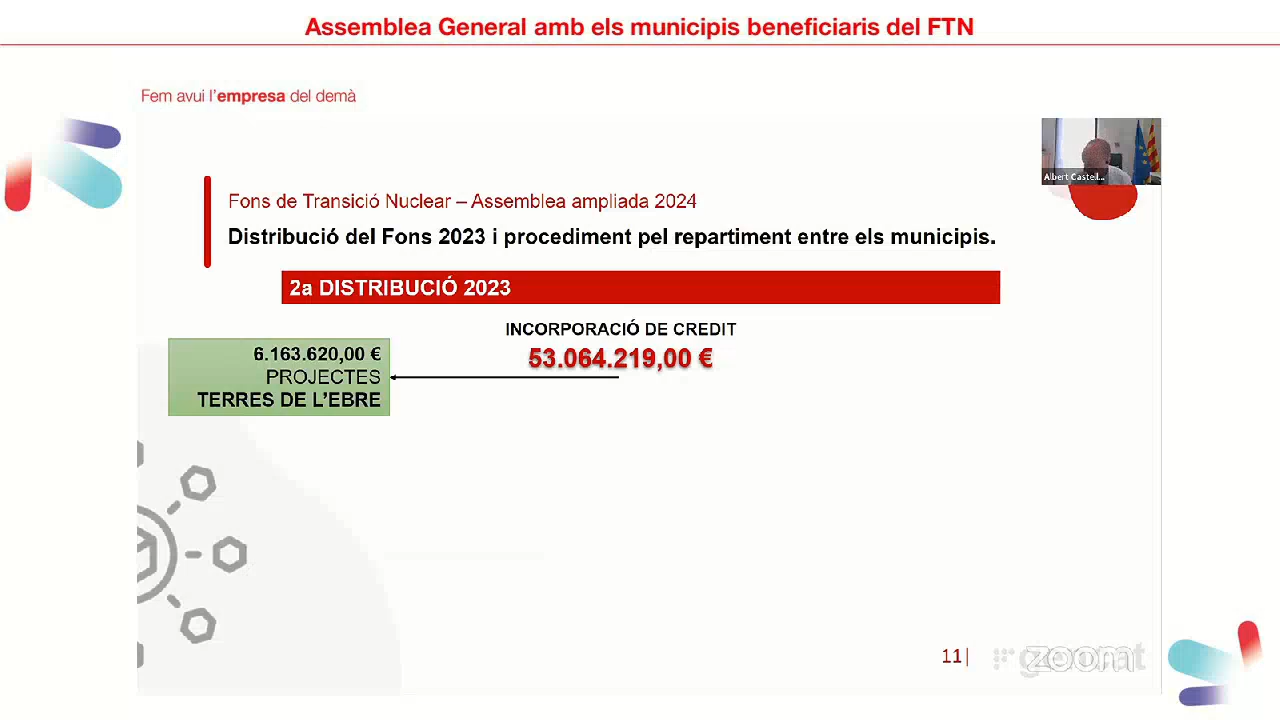 Assemblea General amb els municipis beneficiaris del FTN
Fem avui l'empresa del demà
Albert Castell...
Fons de Transició Nuclear – Assemblea ampliada 2024
Distribució del Fons 2023 i procediment pel repartiment entre els municipis.
2a DISTRIBUCIÓ 2023
INCORPORACIÓ DE CREDIT
53.064.219,00 €
6.163.620,00 €
PROJECTES
TERRES DE L'EBRE
11|
zoom